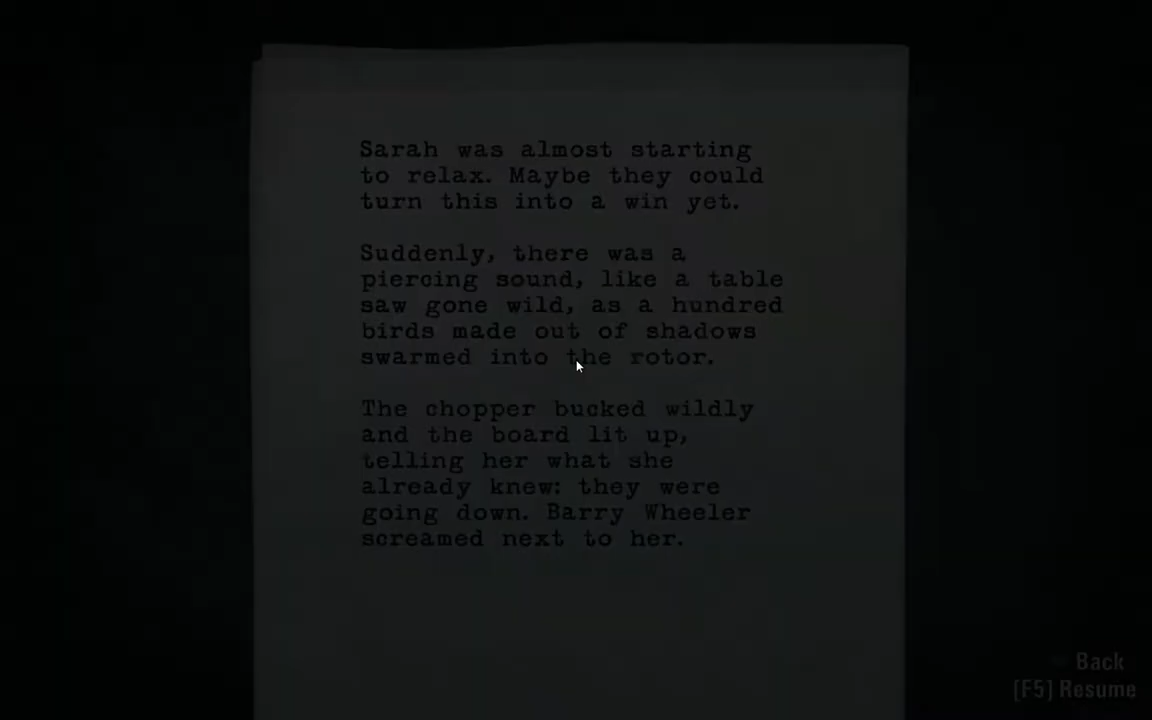 Sarah was almost starting
to relax. Maybe they could
turn this into a win yet.
Suddenly, there was a
piercing sound, like a table
saw gone wild, as a hundred
birds made out of shadows
swarmed into the rotor.
The chopper bucked wildly
and the board lit up,
telling her what she
already knew: they were
going down. Barry Wheeler
screamed next to her.
Back
[F5] Resume